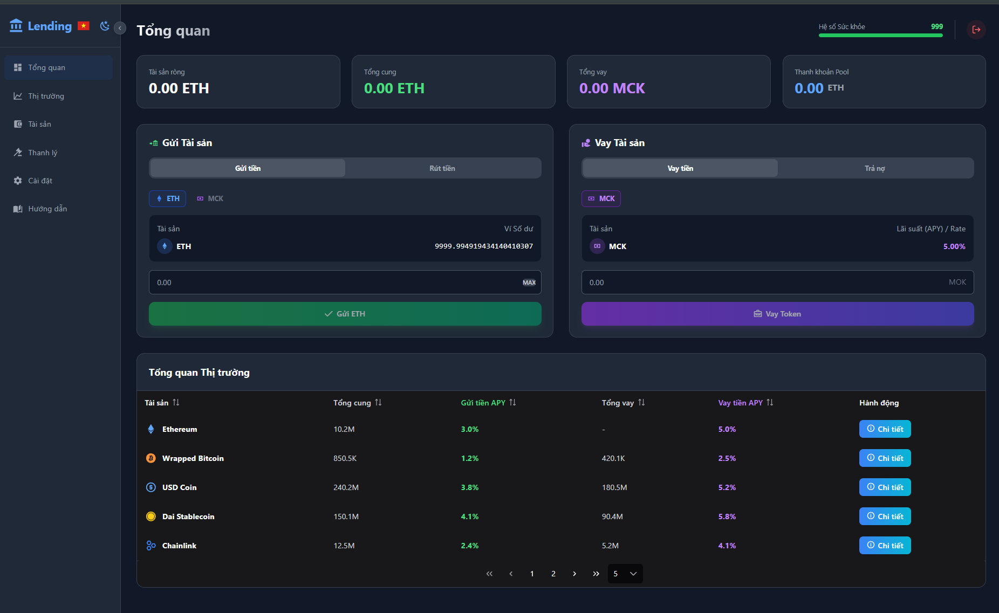 Lending
Tổng quan
Thị trường
Tài sản
Thanh lý
Cài đặt
Hướng dẫn
Tổng quan
Hệ số Sức khỏe 999
Tài sản ròng
0.00 ETH
Tổng cung
0.00 ETH
Tổng vay
0.00 MCK
Thanh khoản Pool
0.00 ETH
Gửi Tài sản
Gửi tiền Rút tiền
ETH MCK
Tài sản Ví Số dư
ETH 9999.994919434140410307
0.00 MAX
Gửi ETH
Vay Tài sản
Vay tiền Trả nợ
MCK
Tài sản Lãi suất (APY) / Rate
MCK 5.00%
0.00 MOK
Vay Token
Tổng quan Thị trường
Tài sản Tổng cung Gửi tiền APY Tổng vay Vay tiền APY Hành động
Ethereum 10.2M 3.0% - 5.0% Chi tiết
Wrapped Bitcoin 850.5K 1.2% 420.1K 2.5% Chi tiết
USD Coin 240.2M 3.8% 180.5M 5.2% Chi tiết
Dai Stablecoin 150.1M 4.1% 90.4M 5.8% Chi tiết
Chainlink 12.5M 2.4% 5.2M 4.1% Chi tiết
1 2 5